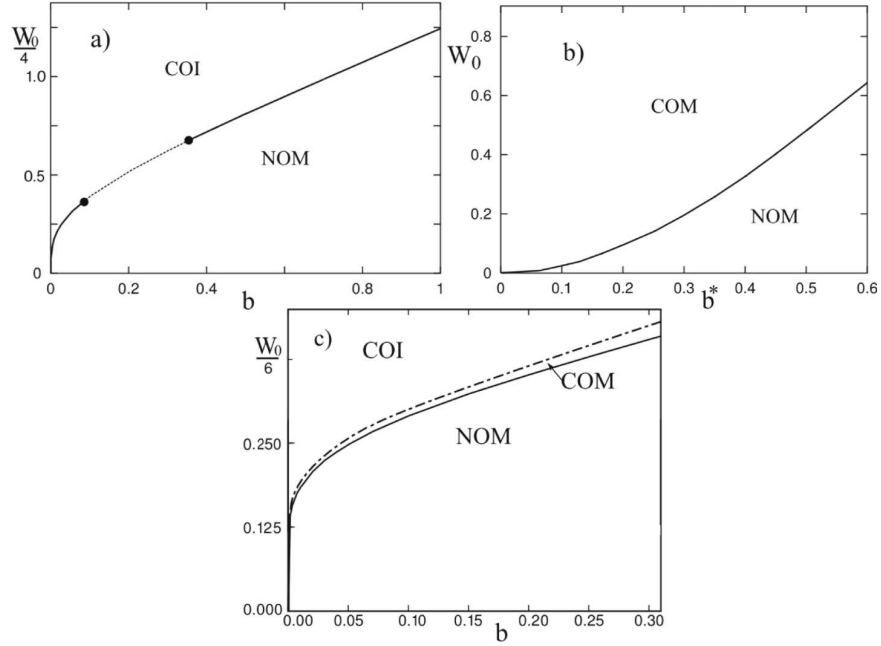 W₀/4
a)
COI
NOM
1.0
0.5
0
0 0.2 0.4 0.6 0.8 1
b
W₀
b)
COM
NOM
0.8
0.6
0.4
0.2
0
0 0.1 0.2 0.3 0.4 0.5 0.6
b*
W₀/6
c)
COI
COM
NOM
0.250
0.125
0.000
0.00 0.05 0.10 0.15 0.20 0.25 0.30
b